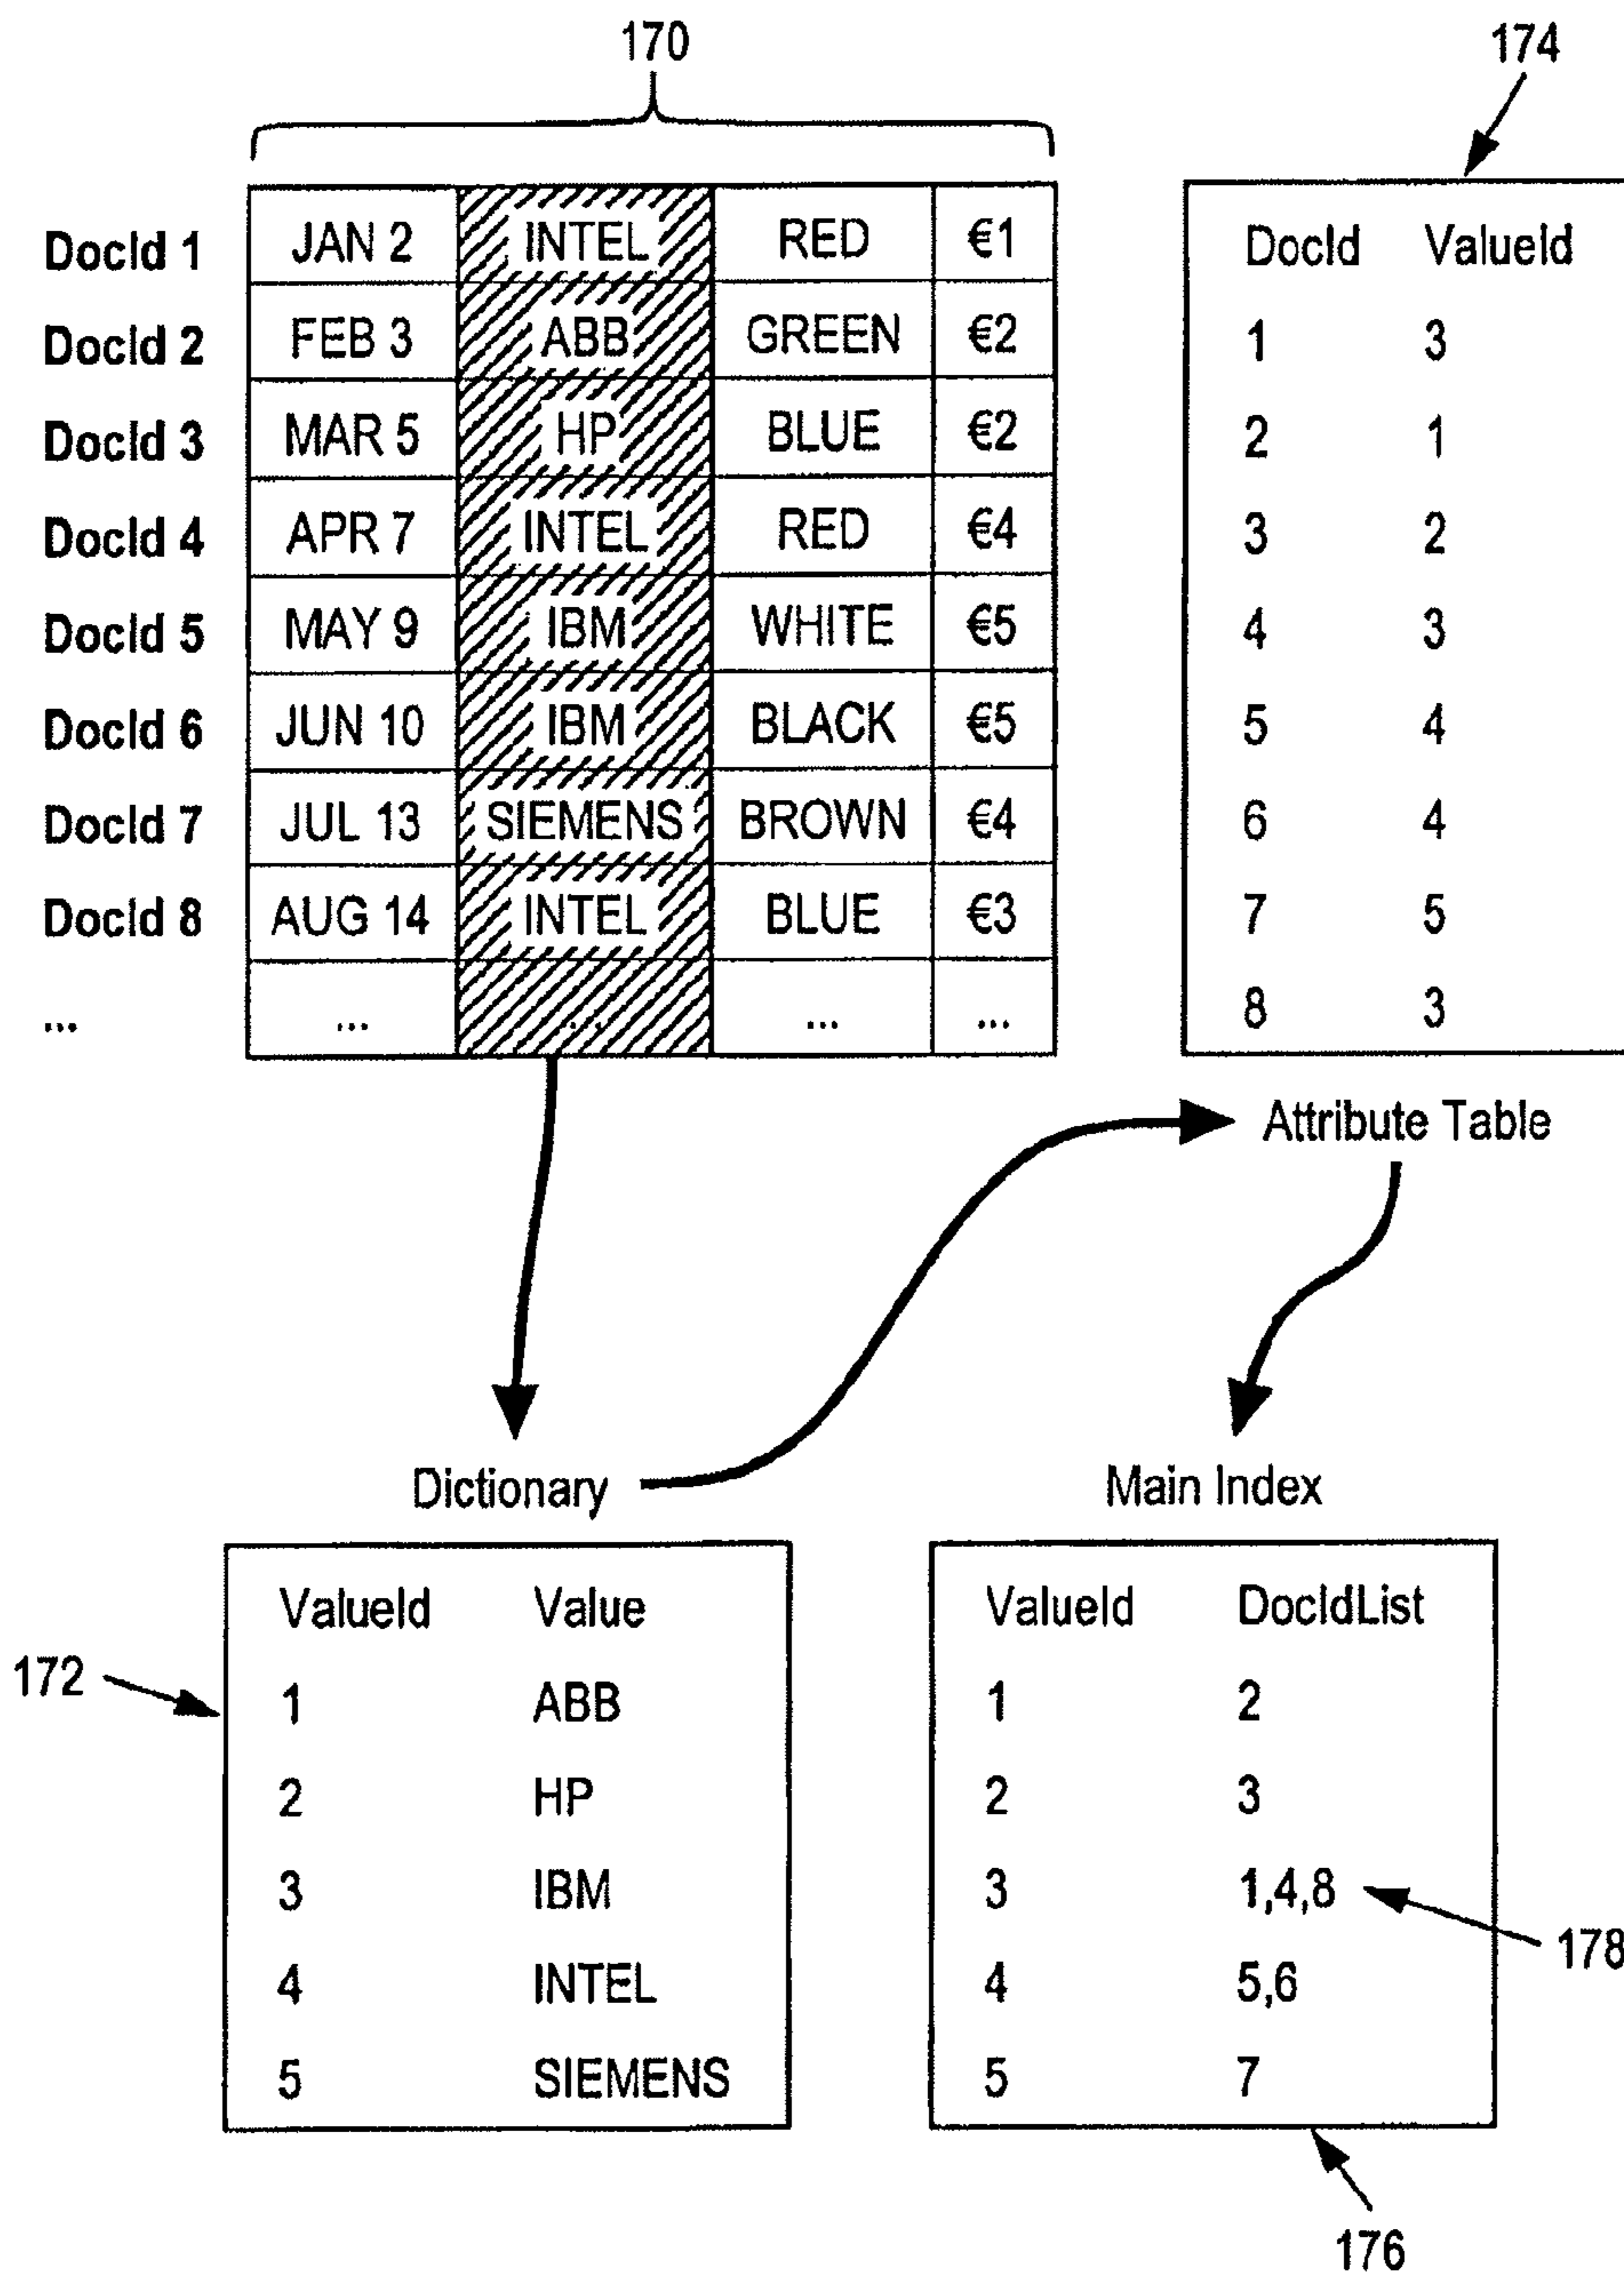 170
174
DocId 1 JAN 2 INTEL RED €1
DocId 2 FEB 3 ABB GREEN €2
DocId 3 MAR 5 HP BLUE €2
DocId 4 APR 7 INTEL RED €4
DocId 5 MAY 9 IBM WHITE €5
DocId 6 JUN 10 IBM BLACK €5
DocId 7 JUL 13 SIEMENS BROWN €4
DocId 8 AUG 14 INTEL BLUE €3
... ... ... ... ...
DocId ValueId
1 3
2 1
3 2
4 3
5 4
6 4
7 5
8 3
Attribute Table
Dictionary
ValueId Value
1 ABB
2 HP
3 IBM
4 INTEL
5 SIEMENS
172
Main Index
ValueId DocIdList
1 2
2 3
3 1,4,8
4 5,6
5 7
178
176